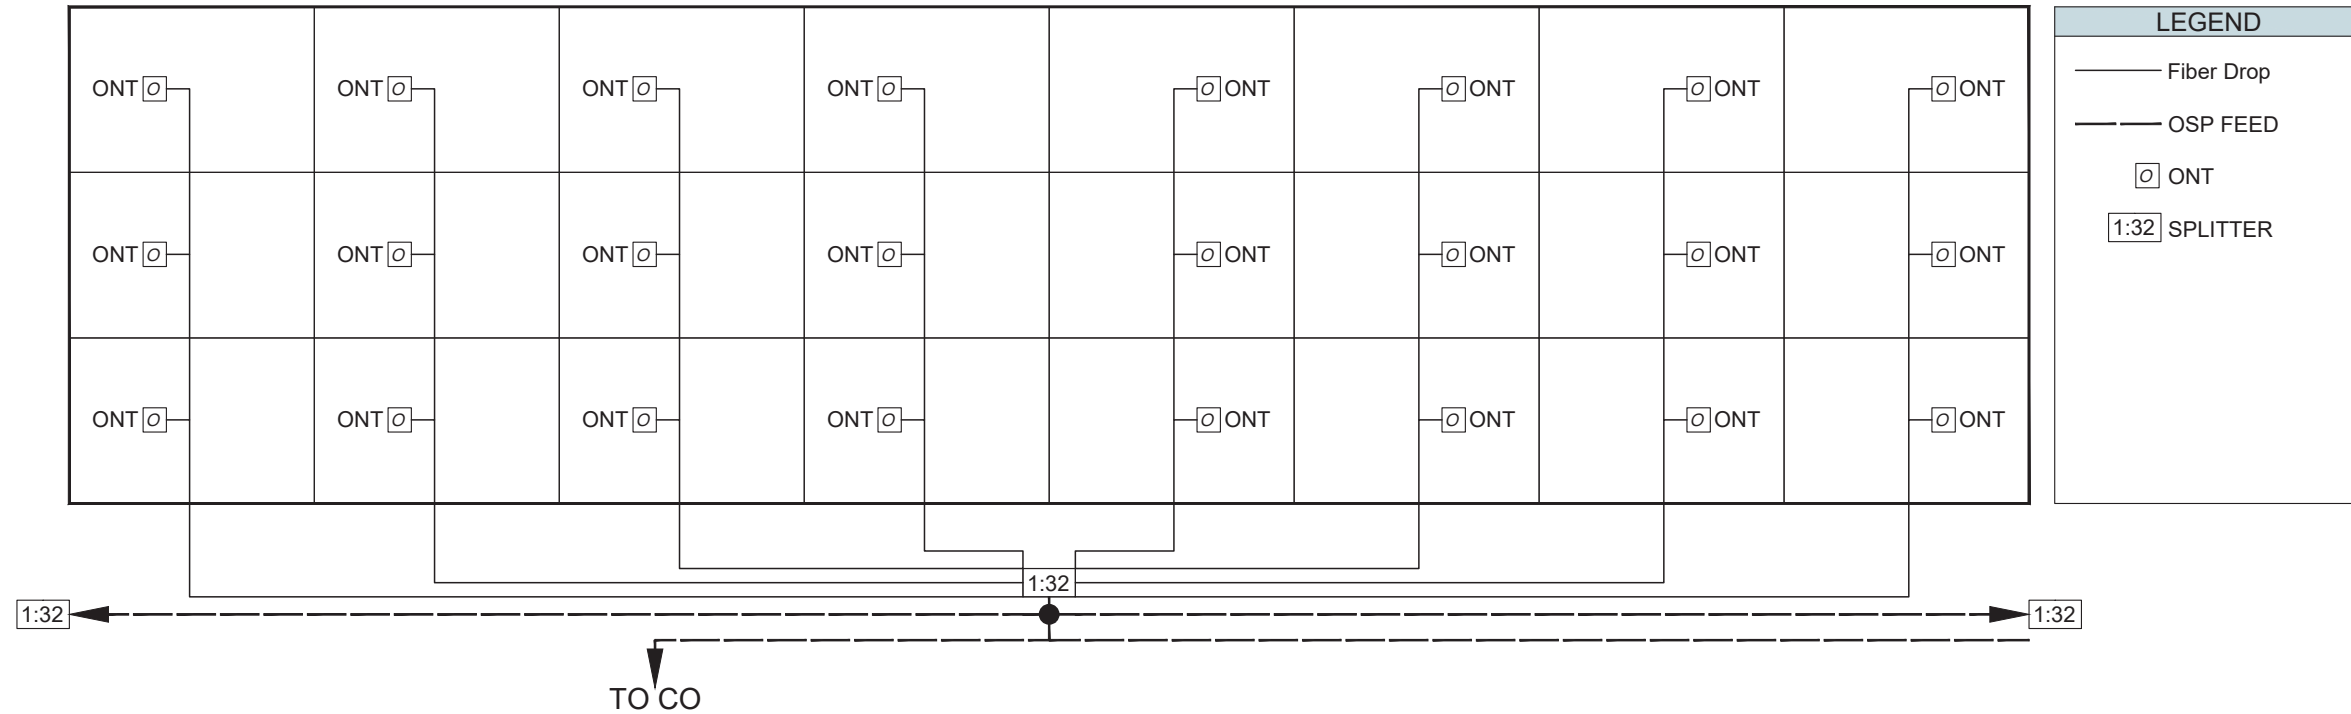 LEGEND
Fiber Drop
OSP FEED
O ONT
1:32 SPLITTER
ONT O ONT O ONT O ONT O O ONT O ONT O ONT O ONT
ONT O ONT O ONT O ONT O O ONT O ONT O ONT O ONT
ONT O ONT O ONT O ONT O O ONT O ONT O ONT O ONT
1:32
1:32 1:32
TO CO